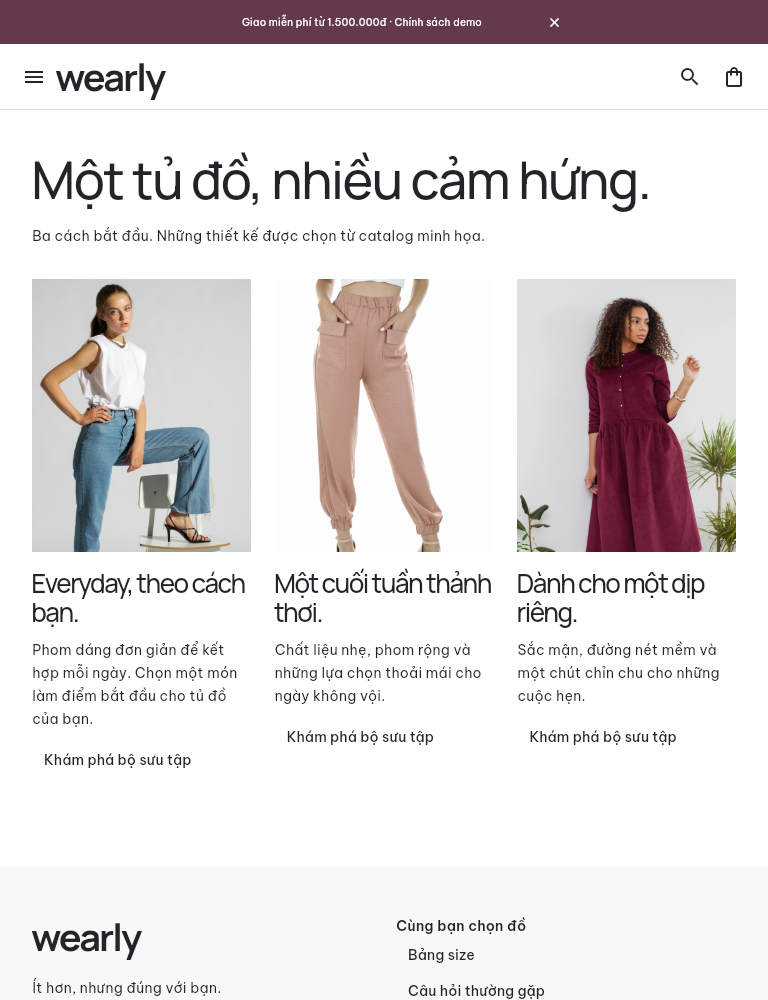 Giao miễn phí từ 1.500.000đ · Chính sách demo
wearly
Một tủ đồ, nhiều cảm hứng.
Ba cách bắt đầu. Những thiết kế được chọn từ catalog minh họa.
Everyday, theo cách
bạn.
Phom dáng đơn giản để kết
hợp mỗi ngày. Chọn một món
làm điểm bắt đầu cho tủ đồ
của bạn.
Khám phá bộ sưu tập
Một cuối tuần thảnh
thơi.
Chất liệu nhẹ, phom rộng và
những lựa chọn thoải mái cho
ngày không vội.
Khám phá bộ sưu tập
Dành cho một dịp
riêng.
Sắc mận, đường nét mềm và
một chút chỉn chu cho những
cuộc hẹn.
Khám phá bộ sưu tập
wearly
Ít hơn, nhưng đúng với bạn.
Cùng bạn chọn đồ
Bảng size
Câu hỏi thường gặp